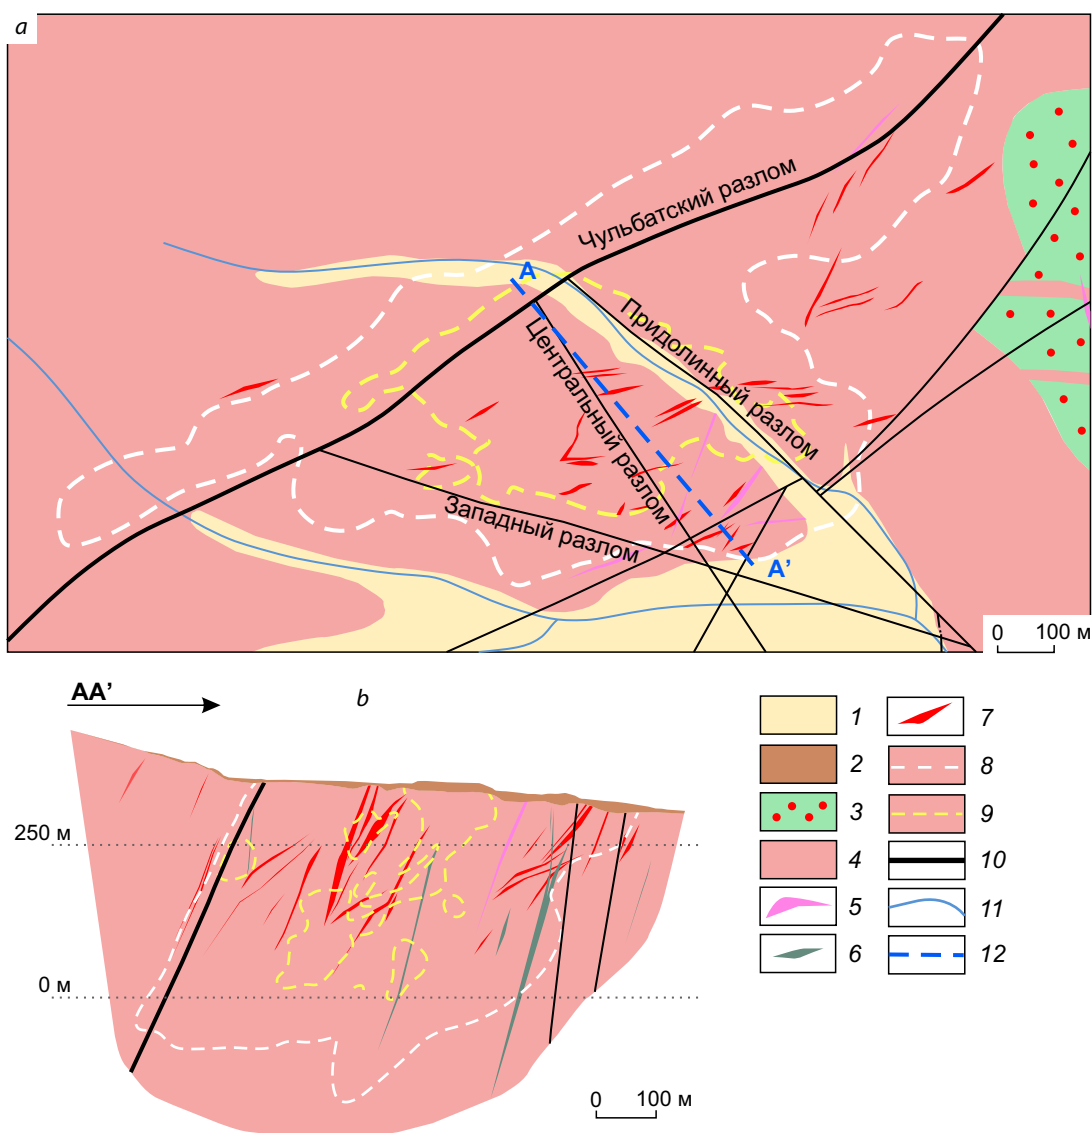 a
Чульбатский разлом
A
Придолинный разлом
Центральный разлом
Западный разлом
A'
0 100 м
AA'
b
250 м
0 м
0 100 м
1
2
3
4
5
6
7
8
9
10
11
12